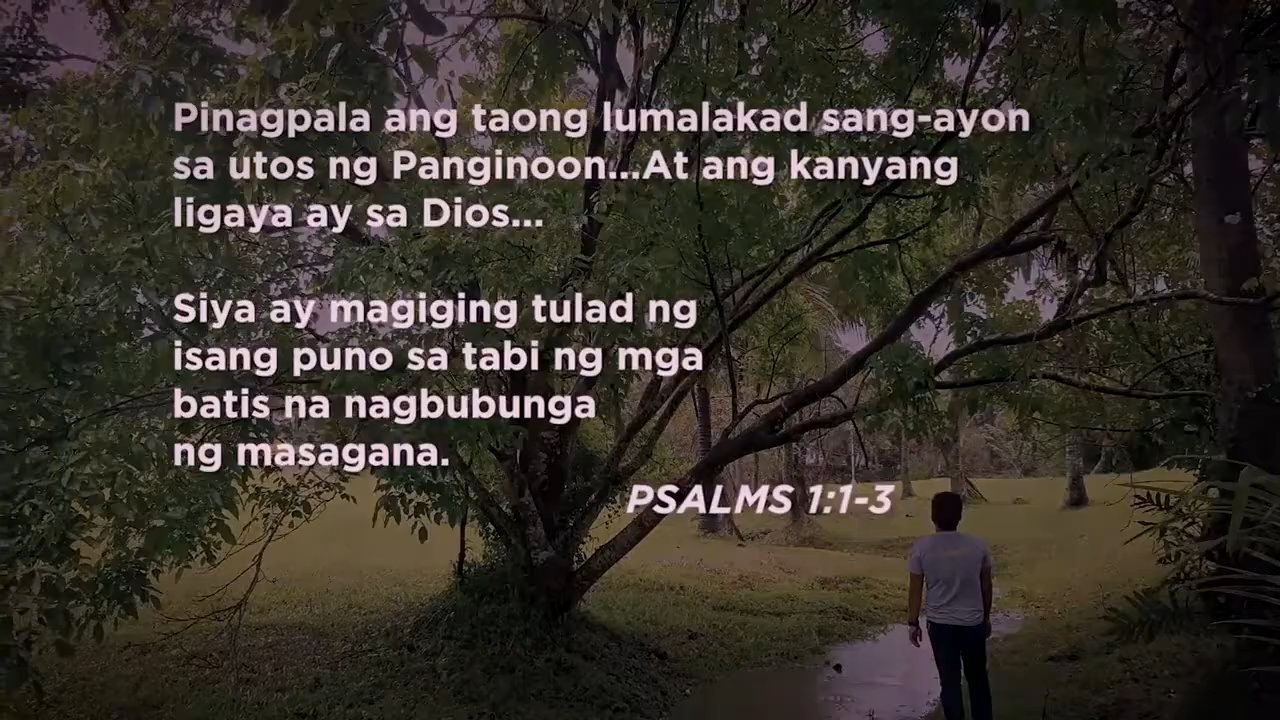 Pinagpala ang taong lumalakad sang-ayon
sa utos ng Panginoon...At ang kanyang
ligaya ay sa Dios...
Siya ay magiging tulad ng
isang puno sa tabi ng mga
batis na nagbubunga
ng masagana.
PSALMS 1:1-3